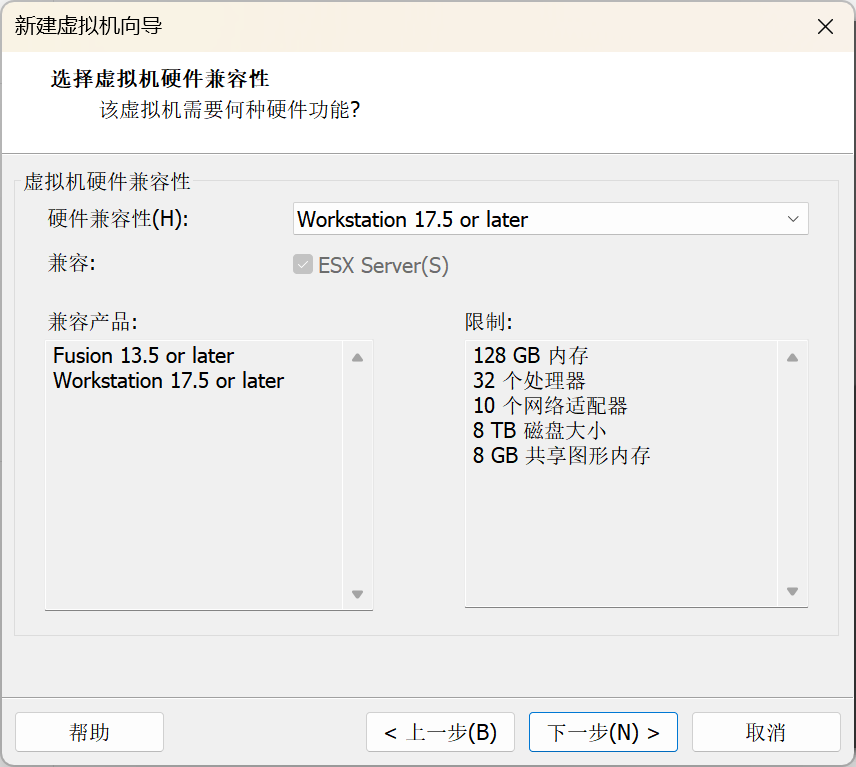 新建虚拟机向导
选择虚拟机硬件兼容性
该虚拟机需要何种硬件功能?
虚拟机硬件兼容性
硬件兼容性(H):
Workstation 17.5 or later
兼容:
ESX Server(S)
兼容产品:
Fusion 13.5 or later
Workstation 17.5 or later
限制:
128 GB 内存
32 个处理器
10 个网络适配器
8 TB 磁盘大小
8 GB 共享图形内存
帮助
< 上一步(B)
下一步(N) >
取消